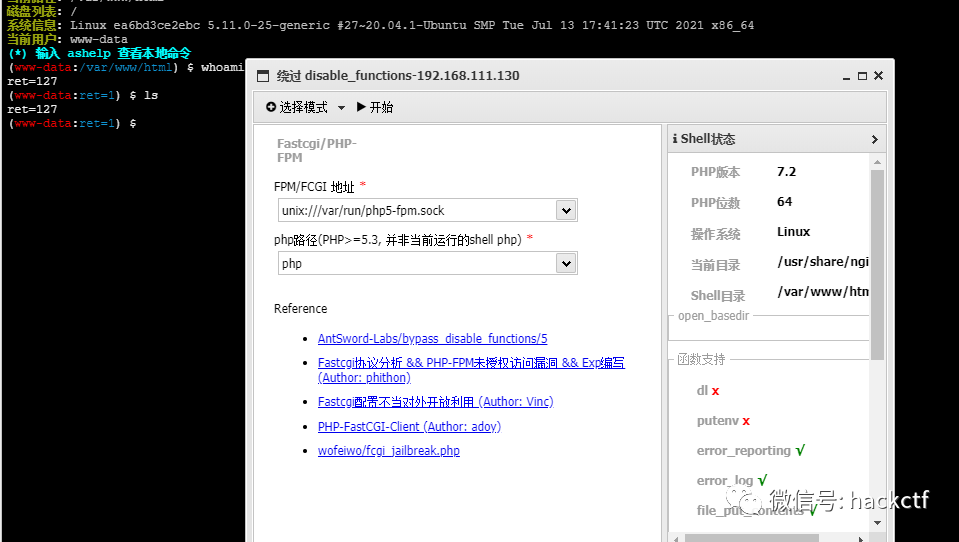 磁盘列表: /
系统信息: Linux ea6bd3ce2ebc 5.11.0-25-generic #27~20.04.1-Ubuntu SMP Tue Jul 13 17:41:23 UTC 2021 x86_64
当前用户: www-data
(*) 输入 ashelp 查看本地命令
(www-data:/var/www/html) $ whoami
ret=127
(www-data:ret=1) $ ls
ret=127
(www-data:ret=1) $
绕过 disable_functions-192.168.111.130
选择模式
开始
Fastcgi/PHP-
FPM
FPM/FCGI 地址 *
unix:///var/run/php5-fpm.sock
php路径(PHP>=5.3, 并非当前运行的shell php) *
php
Reference
• AntSword-Labs/bypass_disable_functions/5
• Fastcgi协议分析 && PHP-FPM未授权访问漏洞 && Exp编写
(Author: phithon)
• Fastcgi配置不当对外开放利用 (Author: Vinc)
• PHP-FastCGI-Client (Author: adoy)
• wofeiwo/fcgi_jailbreak.php
Shell状态
PHP版本 7.2
PHP位数 64
操作系统 Linux
当前目录 /usr/share/ngi
Shell目录 /var/www/htm
open_basedir
函数支持
dl x
putenv x
error_reporting √
error_log √
file_put_contents √
微信号: hackctf